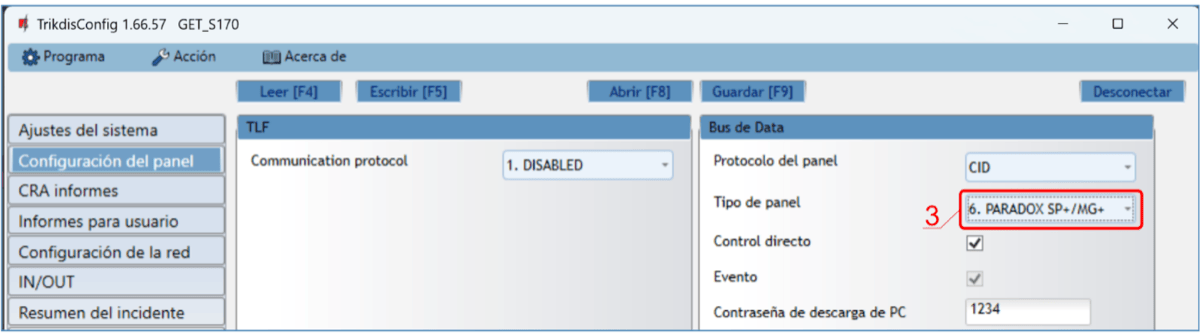 TrikdisConfig 1.66.57 GET_S170
Programa Acción Acerca de
Leer [F4] Escribir [F5] Abrir [F8] Guardar [F9] Desconectar
Ajustes del sistema
Configuración del panel
CRA informes
Informes para usuario
Configuración de la red
IN/OUT
Resumen del incidente
TLF
Communication protocol 1. DISABLED
Bus de Data
Protocolo del panel CID
Tipo de panel 3 6. PARADOX SP+/MG+
Control directo
Evento
Contraseña de descarga de PC 1234